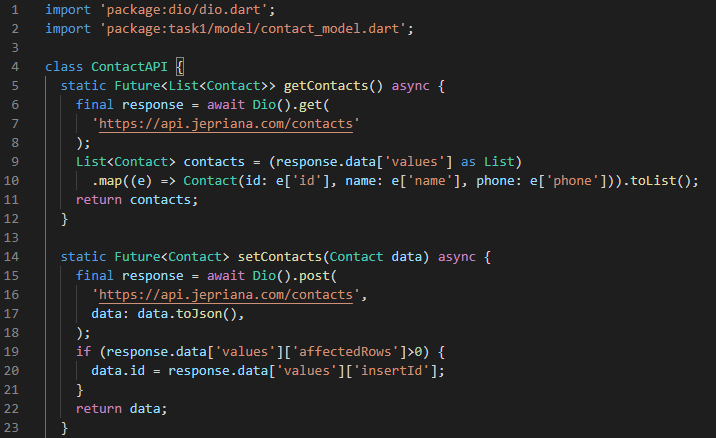 1 import 'package:dio/dio.dart';
2 import 'package:task1/model/contact_model.dart';
3
4 class ContactAPI {
5   static Future<List<Contact>> getContacts() async {
6     final response = await Dio().get(
7       'https://api.jepriana.com/contacts'
8     );
9     List<Contact> contacts = (response.data['values'] as List)
10       .map((e) => Contact(id: e['id'], name: e['name'], phone: e['phone'])).toList();
11     return contacts;
12   }
13
14   static Future<Contact> setContacts(Contact data) async {
15     final response = await Dio().post(
16       'https://api.jepriana.com/contacts',
17       data: data.toJson(),
18     );
19     if (response.data['values']['affectedRows']>0) {
20       data.id = response.data['values']['insertId'];
21     }
22     return data;
23   }